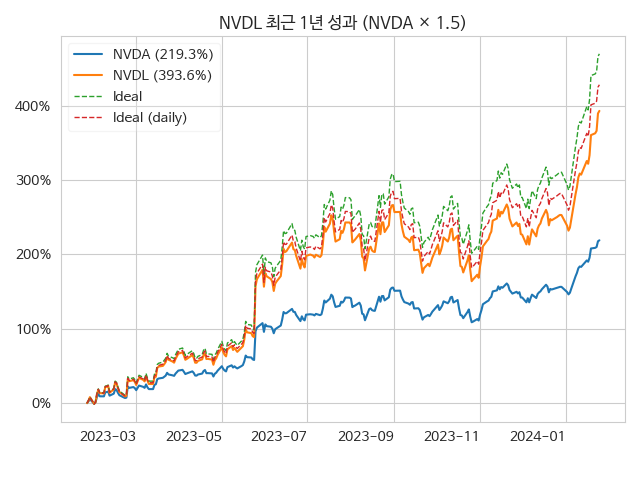 NVDL 최근 1년 성과 (NVDA × 1.5)
NVDA (219.3%)
NVDL (393.6%)
Ideal
Ideal (daily)
400%
300%
200%
100%
0%
2023−03 2023−05 2023−07 2023−09 2023−11 2024−01